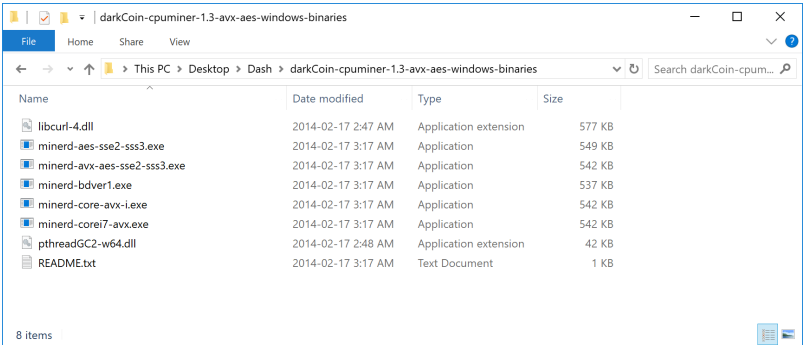 darkCoin-cpuminer-1.3-avx-aes-windows-binaries
File Home Share View
This PC Desktop Dash darkCoin-cpuminer-1.3-avx-aes-windows-binaries Search darkCoin-cpum...
Name Date modified Type Size
libcurl-4.dll 2014-02-17 2:47 AM Application extension 577 KB
minerd-aes-sse2-sss3.exe 2014-02-17 3:17 AM Application 549 KB
minerd-avx-aes-sse2-sss3.exe 2014-02-17 3:17 AM Application 542 KB
minerd-bdver1.exe 2014-02-17 3:17 AM Application 537 KB
minerd-core-avx-i.exe 2014-02-17 3:17 AM Application 542 KB
minerd-corei7-avx.exe 2014-02-17 3:17 AM Application 542 KB
pthreadGC2-w64.dll 2014-02-17 2:48 AM Application extension 42 KB
README.txt 2014-02-17 3:17 AM Text Document 1 KB
8 items